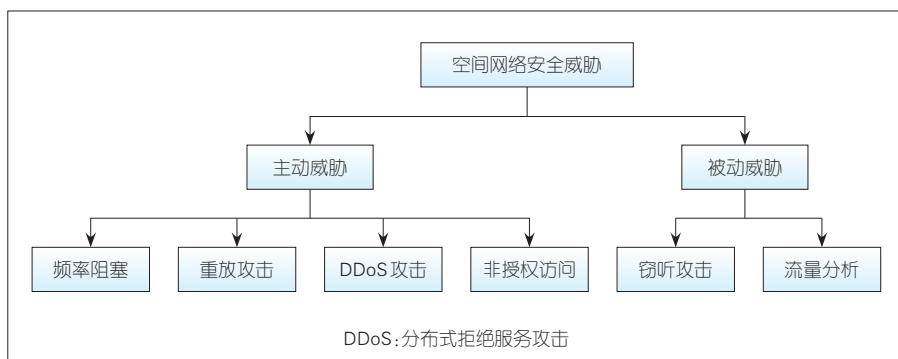 空间网络安全威胁
主动威胁
被动威胁
频率阻塞
重放攻击
DDoS攻击
非授权访问
窃听攻击
流量分析
DDoS:分布式拒绝服务攻击